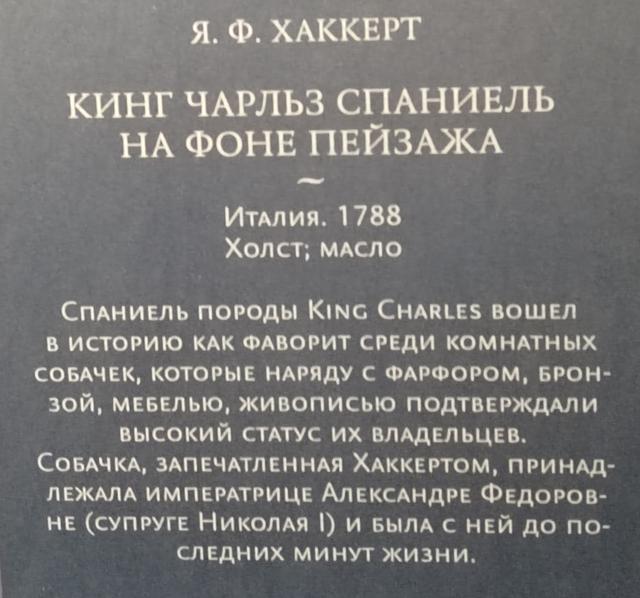 Я. Ф. ХАККЕРТ
КИНГ ЧАРЛЬЗ СПАНИЕЛЬ
НА ФОНЕ ПЕЙЗАЖА
~
ИТАЛИЯ. 1788
ХОЛСТ; МАСЛО
СПАНИЕЛЬ ПОРОДЫ KING CHARLES ВОШЕЛ
В ИСТОРИЮ КАК ФАВОРИТ СРЕДИ КОМНАТНЫХ
СОБАЧЕК, КОТОРЫЕ НАРЯДУ С ФАРФОРОМ, БРОН-
ЗОЙ, МЕБЕЛЬЮ, ЖИВОПИСЬЮ ПОДТВЕРЖДАЛИ
ВЫСОКИЙ СТАТУС ИХ ВЛАДЕЛЬЦЕВ.
СОБАЧКА, ЗАПЕЧАТЛЕННАЯ ХАККЕРТОМ, ПРИНАД-
ЛЕЖАЛА ИМПЕРАТРИЦЕ АЛЕКСАНДРЕ ФЕДОРОВ-
НЕ (СУПРУГЕ НИКОЛАЯ I) И БЫЛА С НЕЙ ДО ПО-
СЛЕДНИХ МИНУТ ЖИЗНИ.